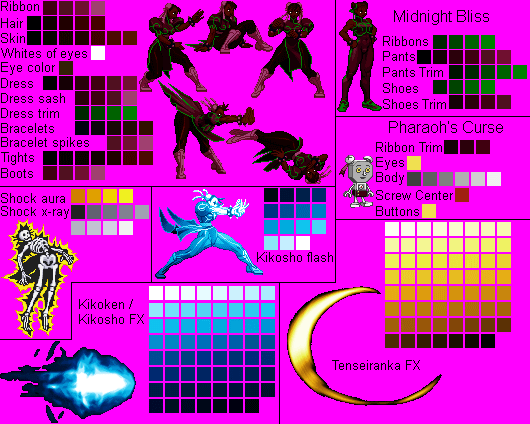 Ribbon
Hair
Skin
Whites of eyes
Eye color
Dress
Dress sash
Dress trim
Bracelets
Bracelet spikes
Tights
Boots
Midnight Bliss
Ribbons
Pants
Pants Trim
Shoes
Shoes Trim
Pharaoh's Curse
Ribbon Trim
Eyes
Body
Screw Center
Buttons
Shock aura
Shock x-ray
Kikosho flash
Kikoken /
Kikosho FX
Tenseiranka FX